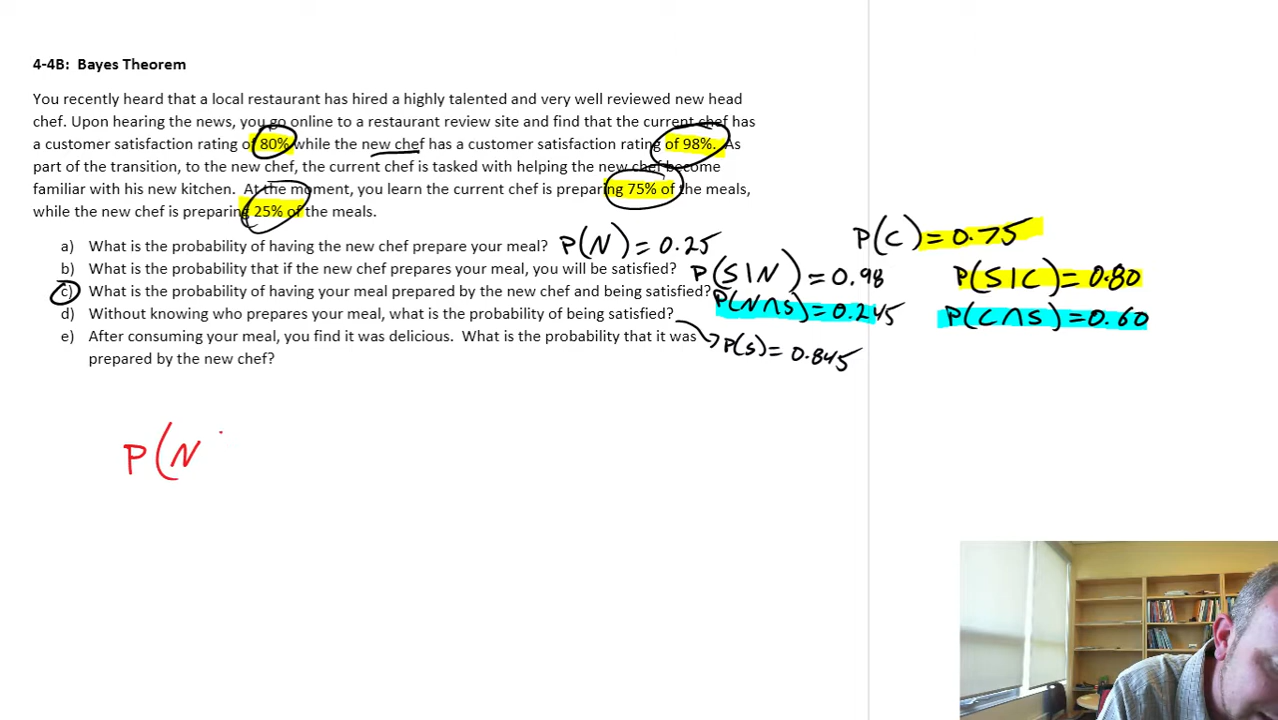 4-4B: Bayes Theorem
You recently heard that a local restaurant has hired a highly talented and very well reviewed new head
chef. Upon hearing the news, you go online to a restaurant review site and find that the current chef has
a customer satisfaction rating of 80% while the new chef has a customer satisfaction rating of 98%. As
part of the transition, to the new chef, the current chef is tasked with helping the new chef become
familiar with his new kitchen. At the moment, you learn the current chef is preparing 75% of the meals,
while the new chef is preparing 25% of the meals.
a) What is the probability of having the new chef prepare your meal? P(N) = 0.25 P(C) = 0.75
b) What is the probability that if the new chef prepares your meal, you will be satisfied? P(S|N) = 0.98 P(S|C) = 0.80
c) What is the probability of having your meal prepared by the new chef and being satisfied? P(N∩S) = 0.245 P(C∩S) = 0.60
d) Without knowing who prepares your meal, what is the probability of being satisfied?
e) After consuming your meal, you find it was delicious. What is the probability that it was P(S) = 0.845
prepared by the new chef?
P(N